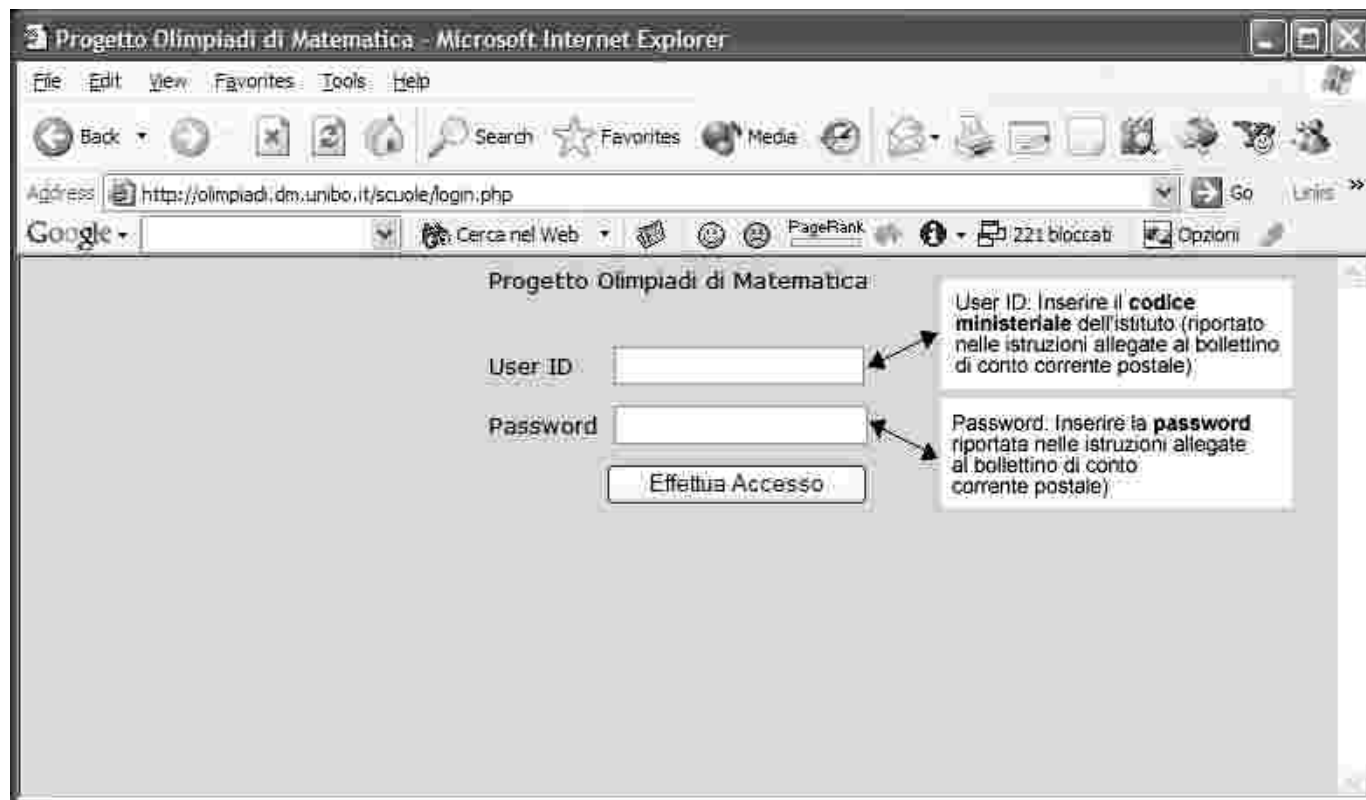 Progetto Olimpiadi di Matematica - Microsoft Internet Explorer
File Edit View Favorites Tools Help
Back Search Favorites Media
Address http://olimpiadi.dm.unibo.it/scuole/login.php Go Links »
Google Cerca nel Web PageRank 221 bloccati Opzioni
Progetto Olimpiadi di Matematica
User ID
User ID: Inserire il codice
ministeriale dell'istituto (riportato
nelle istruzioni allegate al bollettino
di conto corrente postale)
Password
Password: Inserire la password
riportata nelle istruzioni allegate
al bollettino di conto
corrente postale)
Effettua Accesso